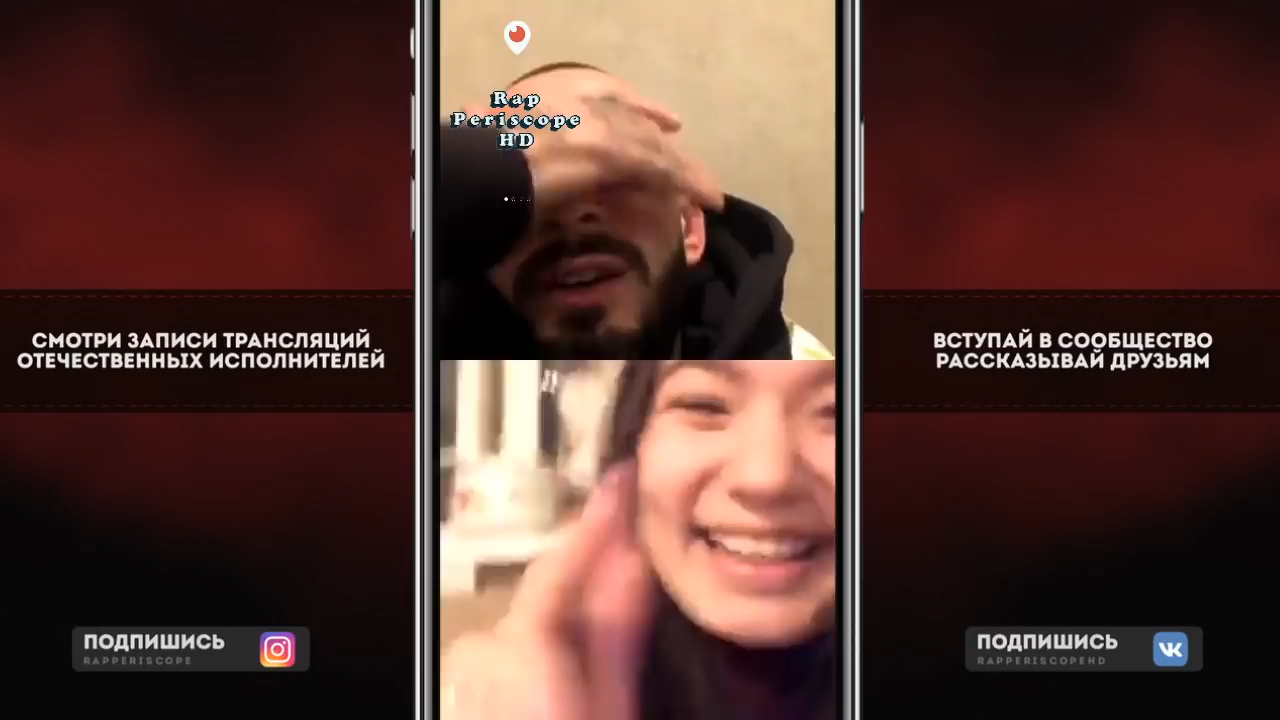 Rap
Periscope
HD
СМОТРИ ЗАПИСИ ТРАНСЛЯЦИЙ
ОТЕЧЕСТВЕННЫХ ИСПОЛНИТЕЛЕЙ
ВСТУПАЙ В СООБЩЕСТВО
РАССКАЗЫВАЙ ДРУЗЬЯМ
ПОДПИШИСЬ
RAPPERISCOPE
ПОДПИШИСЬ
RAPPERISCOPEHD